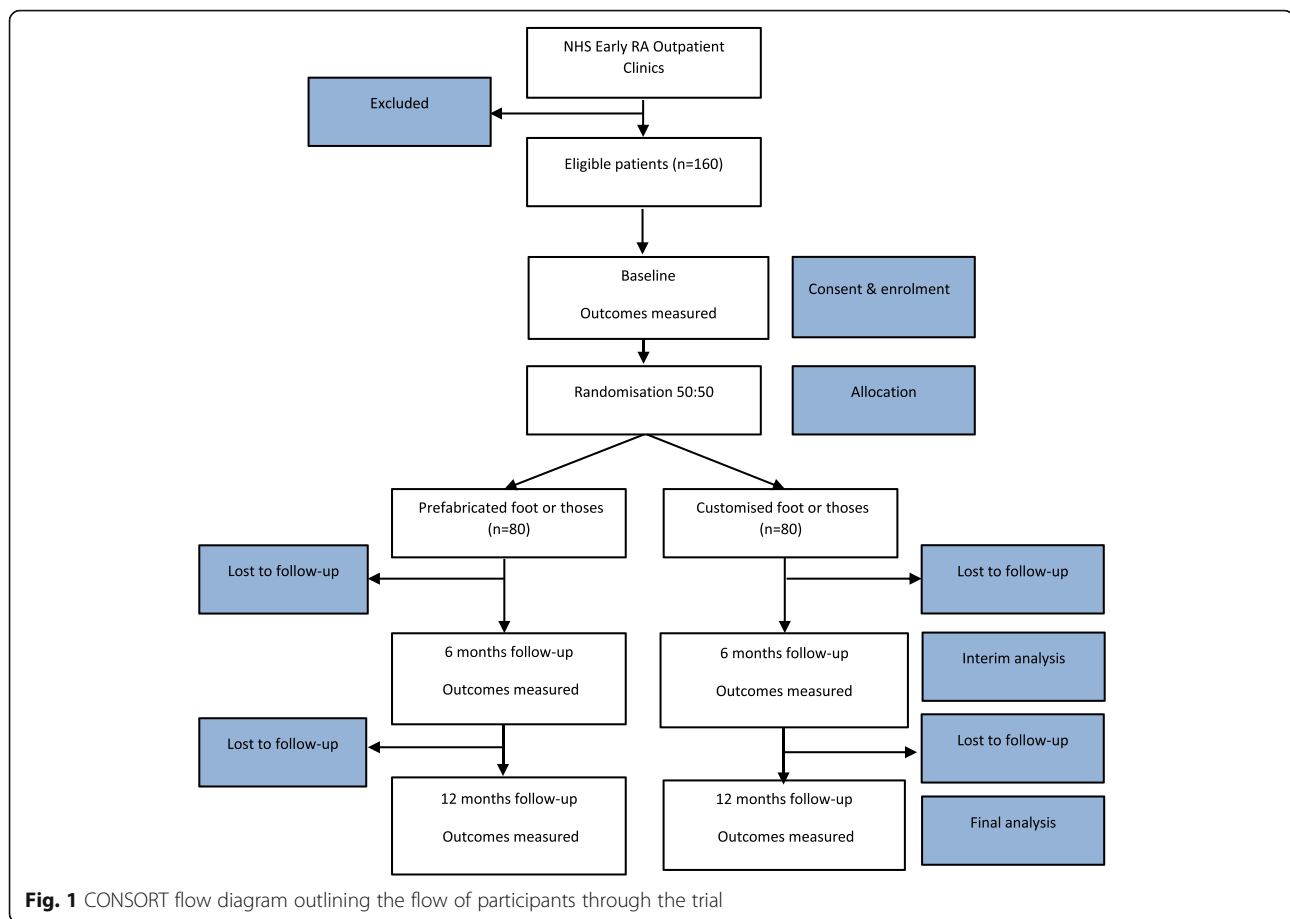 NHS Early RA Outpatient
Clinics
Excluded
Eligible patients (n=160)
Baseline
Outcomes measured
Consent & enrolment
Randomisation 50:50
Allocation
Prefabricated foot or thoses
(n=80)
Customised foot or thoses
(n=80)
Lost to follow-up
Lost to follow-up
6 months follow-up
Outcomes measured
6 months follow-up
Outcomes measured
Interim analysis
Lost to follow-up
Lost to follow-up
12 months follow-up
Outcomes measured
12 months follow-up
Outcomes measured
Final analysis
Fig. 1 CONSORT flow diagram outlining the flow of participants through the trial